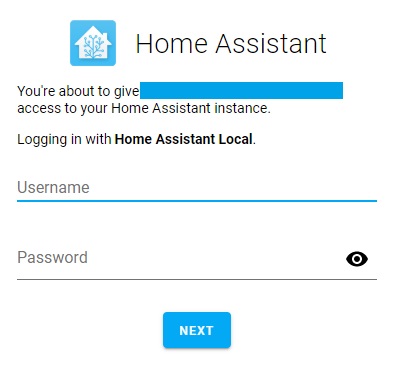 Home Assistant
You're about to give
access to your Home Assistant instance.
Logging in with Home Assistant Local.
Username
Password
NEXT